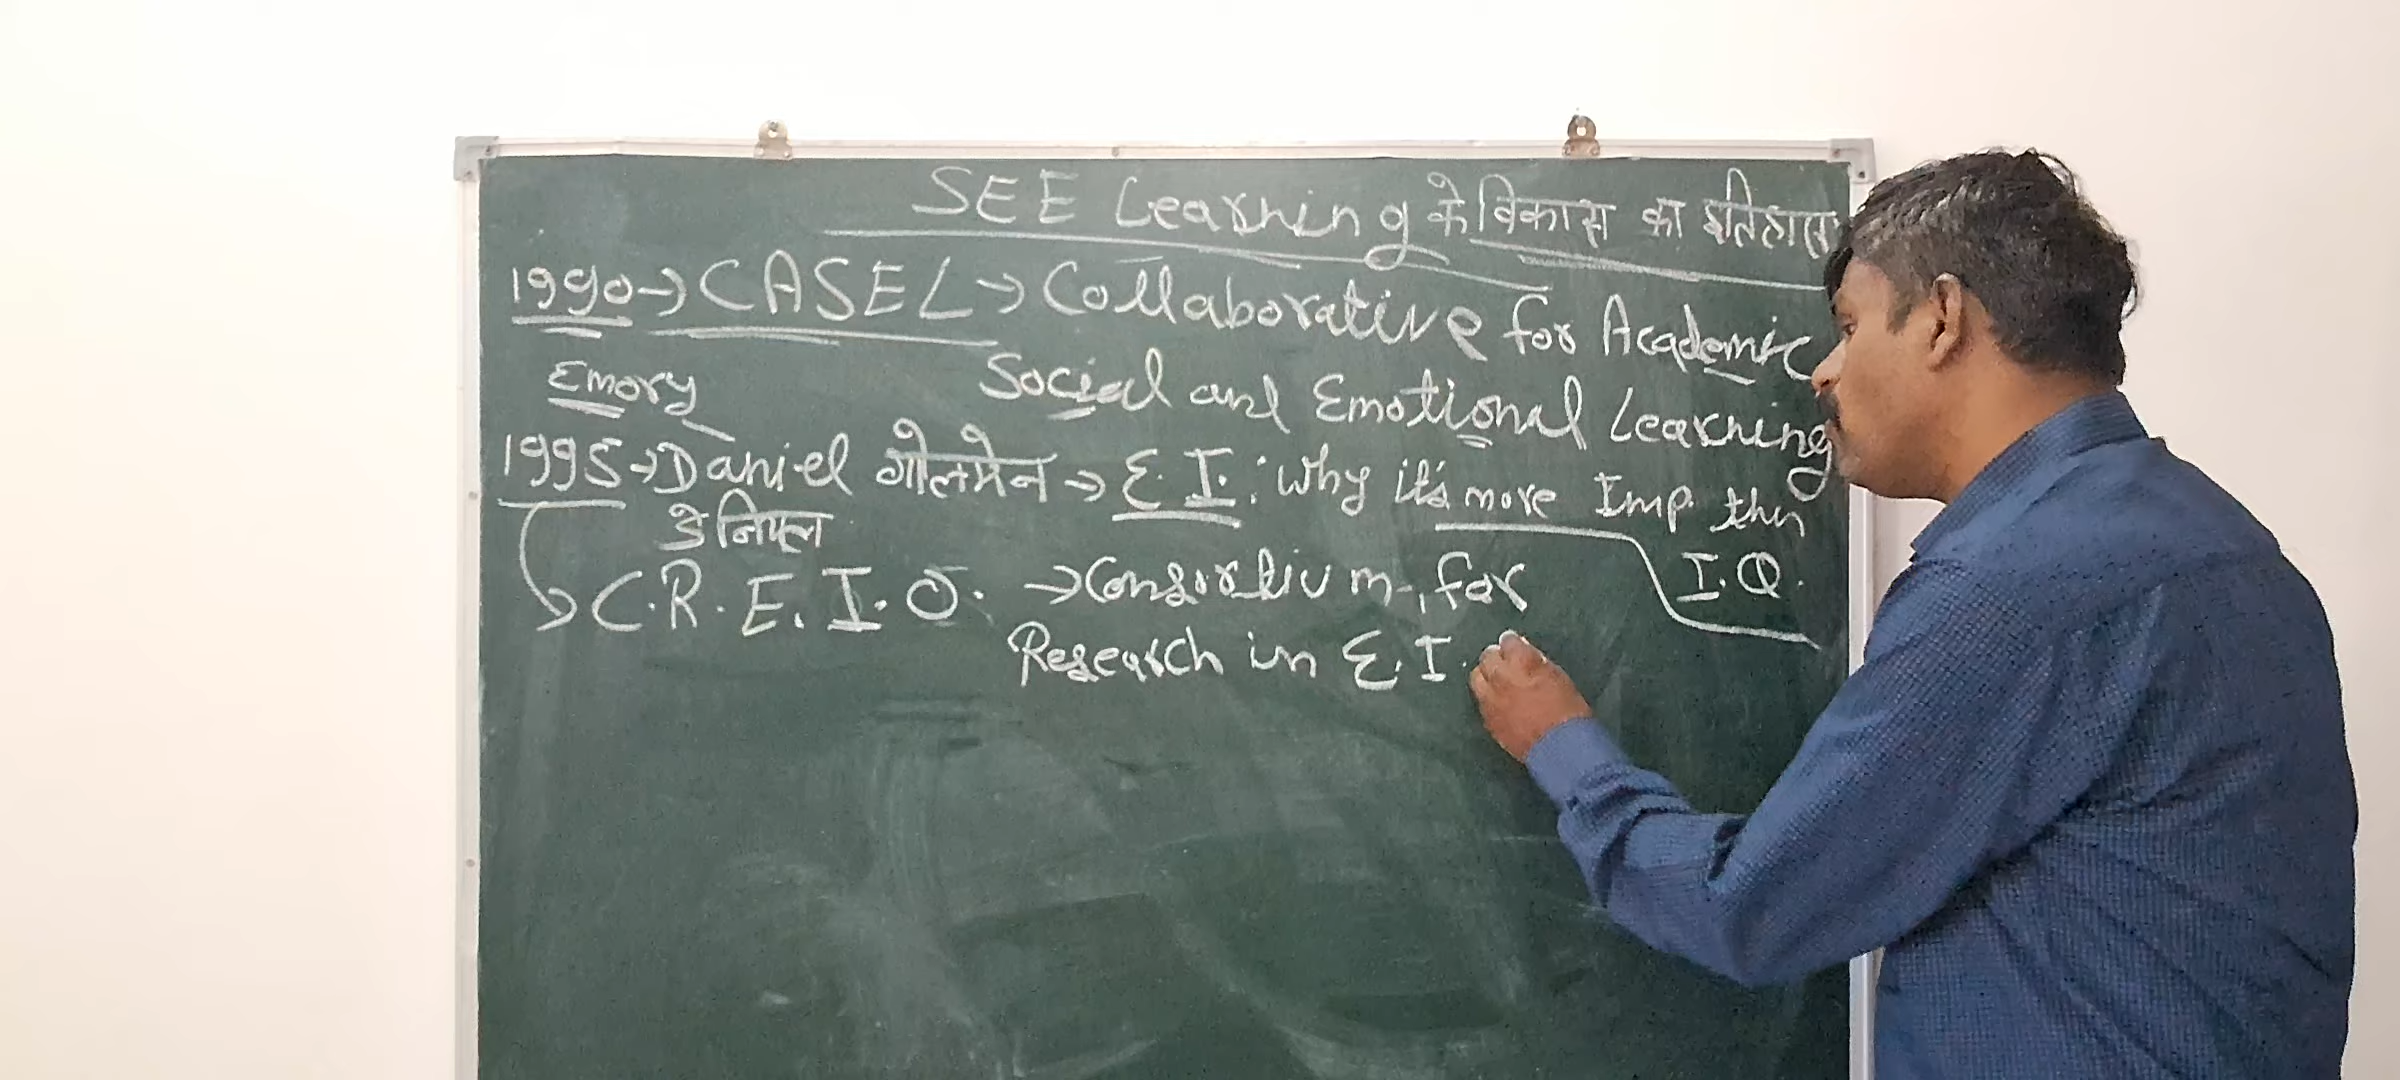 SEE Learning के विकास का इतिहास
1990 → CASEL → Collaborative for Academic
Emory Social and Emotional Learning
1995 → Daniel गोलमेन → E.I. : Why it's more Imp. thn
डेनियल I.Q.
C.R.E.I.O. → Consortium for
Research in E.I.